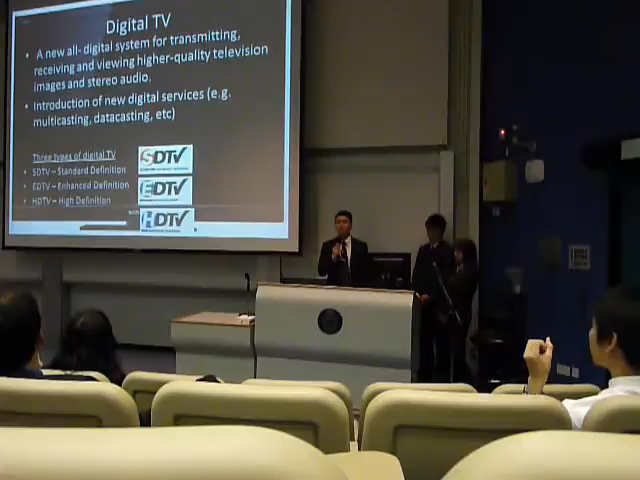 Digital TV
• A new all- digital system for transmitting,
receiving and viewing higher-quality television
images and stereo audio.
• Introduction of new digital services (e.g.
multicasting, datacasting, etc)
Three types of digital TV
• SDTV – Standard Definition
• EDTV – Enhanced Definition
• HDTV – High Definition
SDTV
EDTV
HDTV